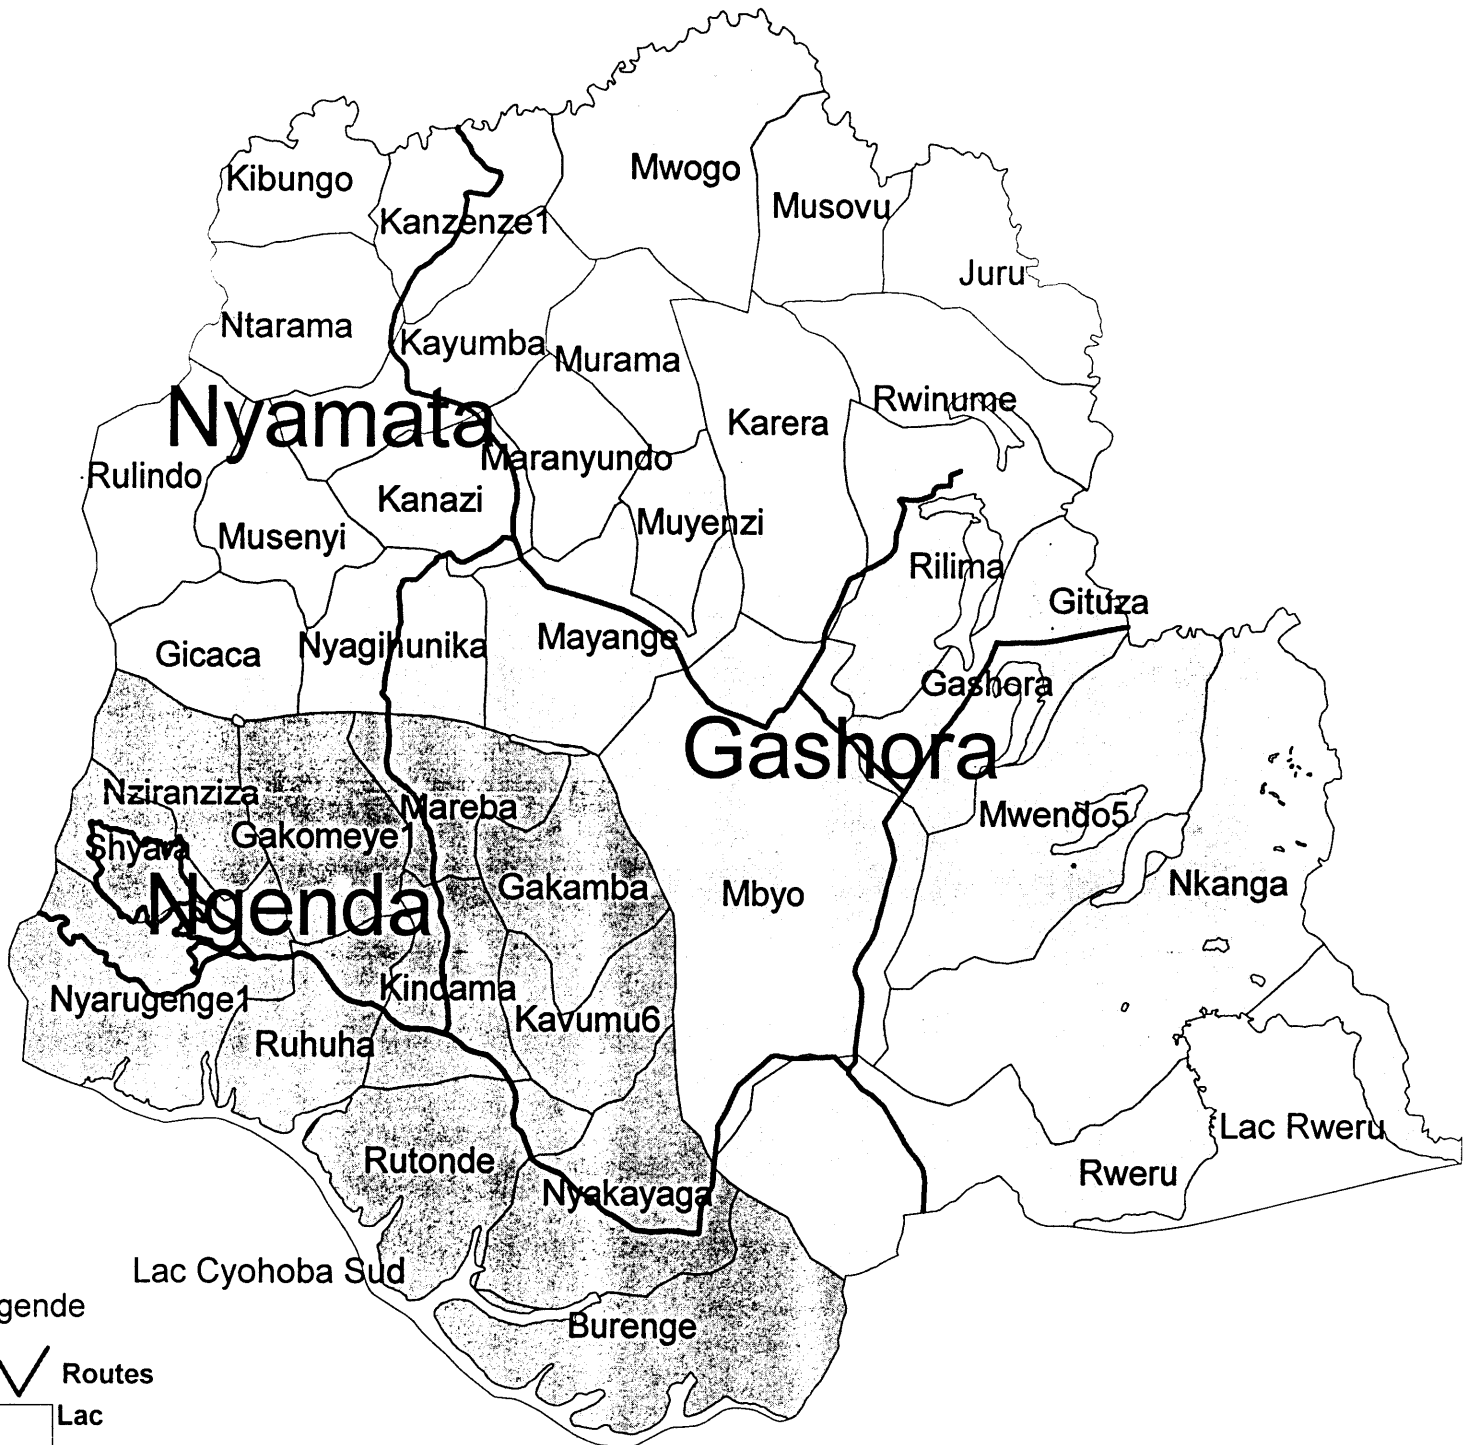 Kibungo
Mwogo
Musovu
Kanzenze1
Juru
Ntarama
Kayumba
Murama
Rwinume
Nyamata
Karera
Maranyundo
Rulindo
Kanazi
Muyenzi
Musenyi
Rilima
Gituza
Gicaca
Nyagihunika
Mayange
Gashora
Gashora
Nziranziza
Mareba
Mwendo5
Gakomeye1
Shyara
Ngenda
Gakamba
Mbyo
Nkanga
Kindama
Nyarugenge1
Kavumu6
Ruhuha
Lac Rweru
Rutonde
Rweru
Nyakayaga
Lac Cyohoba Sud
gende
Burenge
Routes
Lac